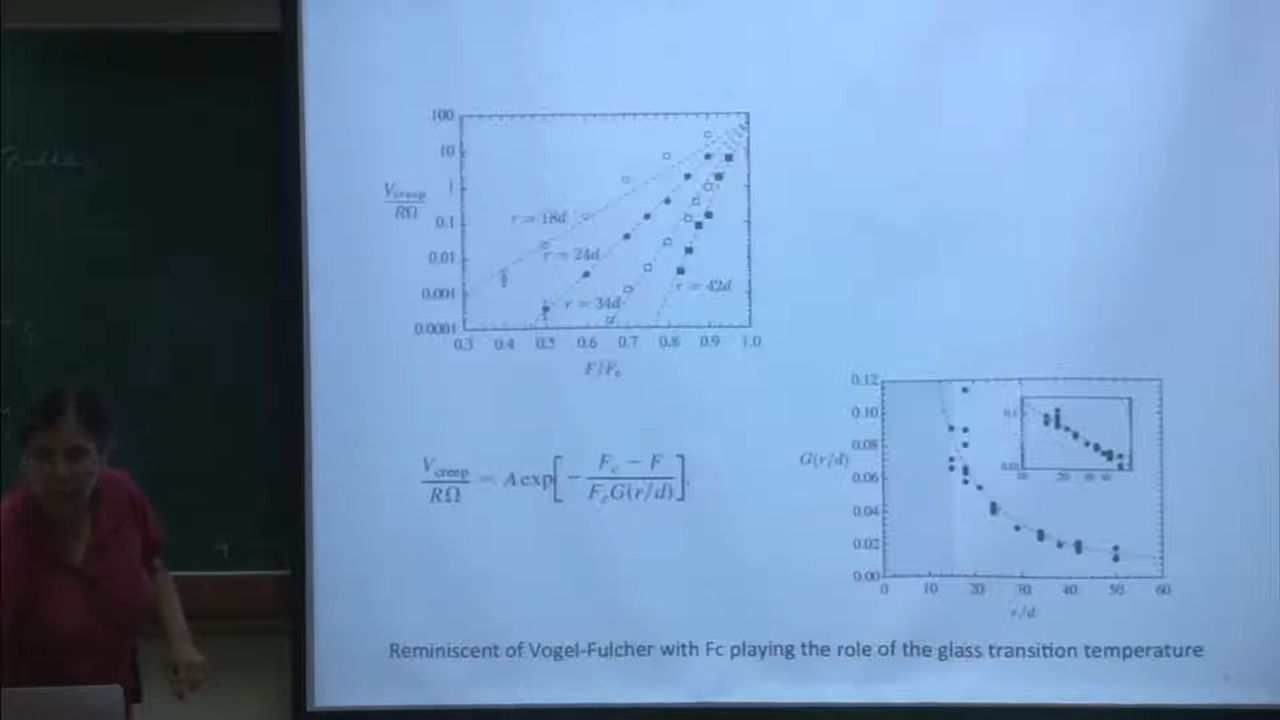 100
10
1
0.1
0.01
0.001
0.0001
V_creep / RΩ
r = 18d
r = 24d
r = 34d
r = 42d
0.3 0.4 0.5 0.6 0.7 0.8 0.9 1.0
F/F_c
V_creep / RΩ = A exp[ − (F_c − F) / (F_c G(r/d)) ].
0.12
0.10
0.08
0.06
0.04
0.02
0.00
G(r/d)
0 10 20 30 40 50 60
r/d
Reminiscent of Vogel-Fulcher with Fc playing the role of the glass transition temperature